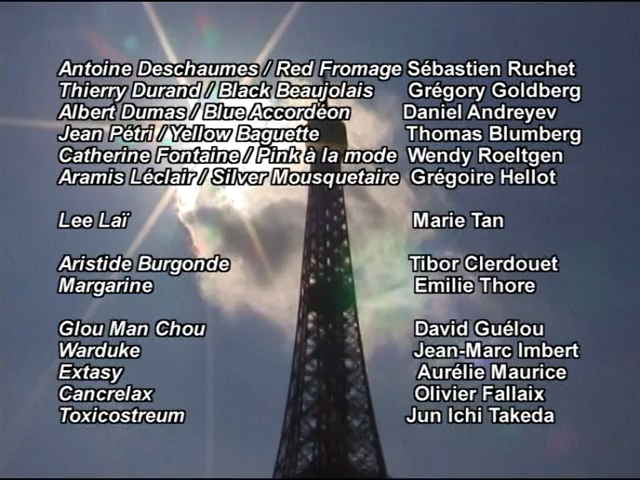 Antoine Deschaumes / Red Fromage Sébastien Ruchet
Thierry Durand / Black Beaujolais Grégory Goldberg
Albert Dumas / Blue Accordéon Daniel Andreyev
Jean Pétri / Yellow Baguette Thomas Blumberg
Catherine Fontaine / Pink à la mode Wendy Roeltgen
Aramis Léclair / Silver Mousquetaire Grégoire Hellot
Lee Laï Marie Tan
Aristide Burgonde Tibor Clerdouet
Margarine Emilie Thore
Glou Man Chou David Guélou
Warduke Jean-Marc Imbert
Extasy Aurélie Maurice
Cancrelax Olivier Fallaix
Toxicostreum Jun Ichi Takeda